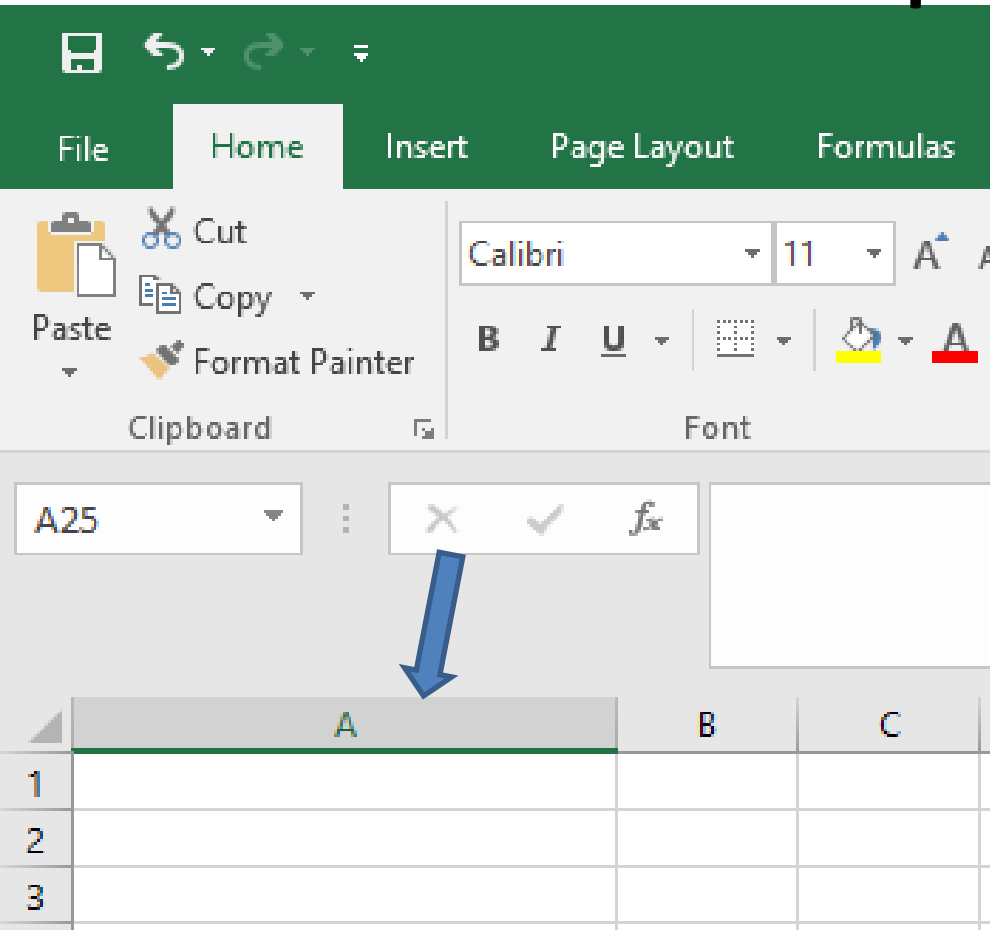 File Home Insert Page Layout Formulas
Cut
Calibri 11 A
Copy
Paste
B I U A
Format Painter
Clipboard Font
A25 fx
A B C
1
2
3